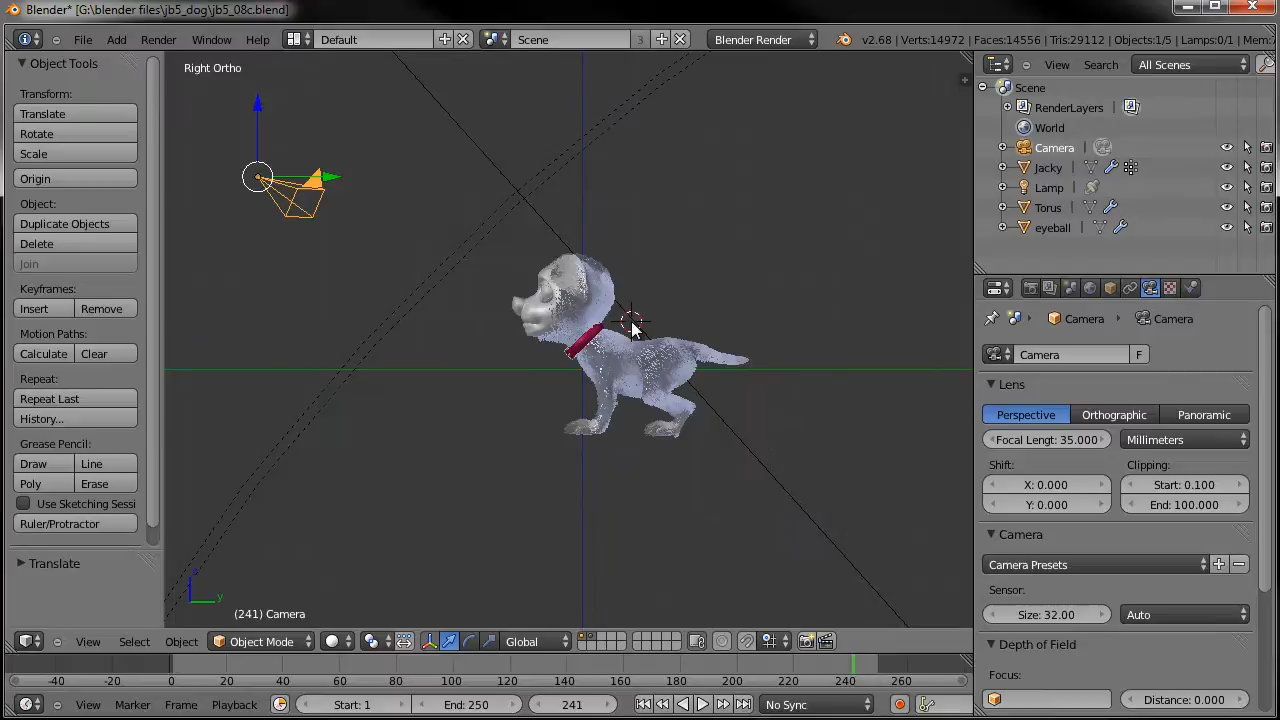 Blender* [G:\blender files\jb5_dog\jb5_08c.blend]
File Add Render Window Help Default Scene 3 Blender Render v2.68 | Verts:14972 | Faces:14556 | Tris:29112 | Objects:1/5 | Lamps:0/1 | Mem:
Object Tools
Transform:
Translate
Rotate
Scale
Origin
Object:
Duplicate Objects
Delete
Join
Keyframes:
Insert Remove
Motion Paths:
Calculate Clear
Repeat:
Repeat Last
History...
Grease Pencil:
Draw Line
Poly Erase
Use Sketching Sessi
Ruler/Protractor
Translate
Right Ortho
z
y
(241) Camera
View Select Object Object Mode Global
-40 -20 0 20 40 60 80 100 120 140 160 180 200 220 240 260
View Marker Frame Playback Start: 1 End: 250 241 No Sync
View Search All Scenes
Scene
RenderLayers |
World
Camera |
Jacky |
Lamp |
Torus |
eyeball |
Camera Camera
Camera F
Lens
Perspective Orthographic Panoramic
Focal Lengt: 35.000 Millimeters
Shift: Clipping:
X: 0.000 Start: 0.100
Y: 0.000 End: 100.000
Camera
Camera Presets
Sensor:
Size: 32.00 Auto
Depth of Field
Focus:
Distance: 0.000